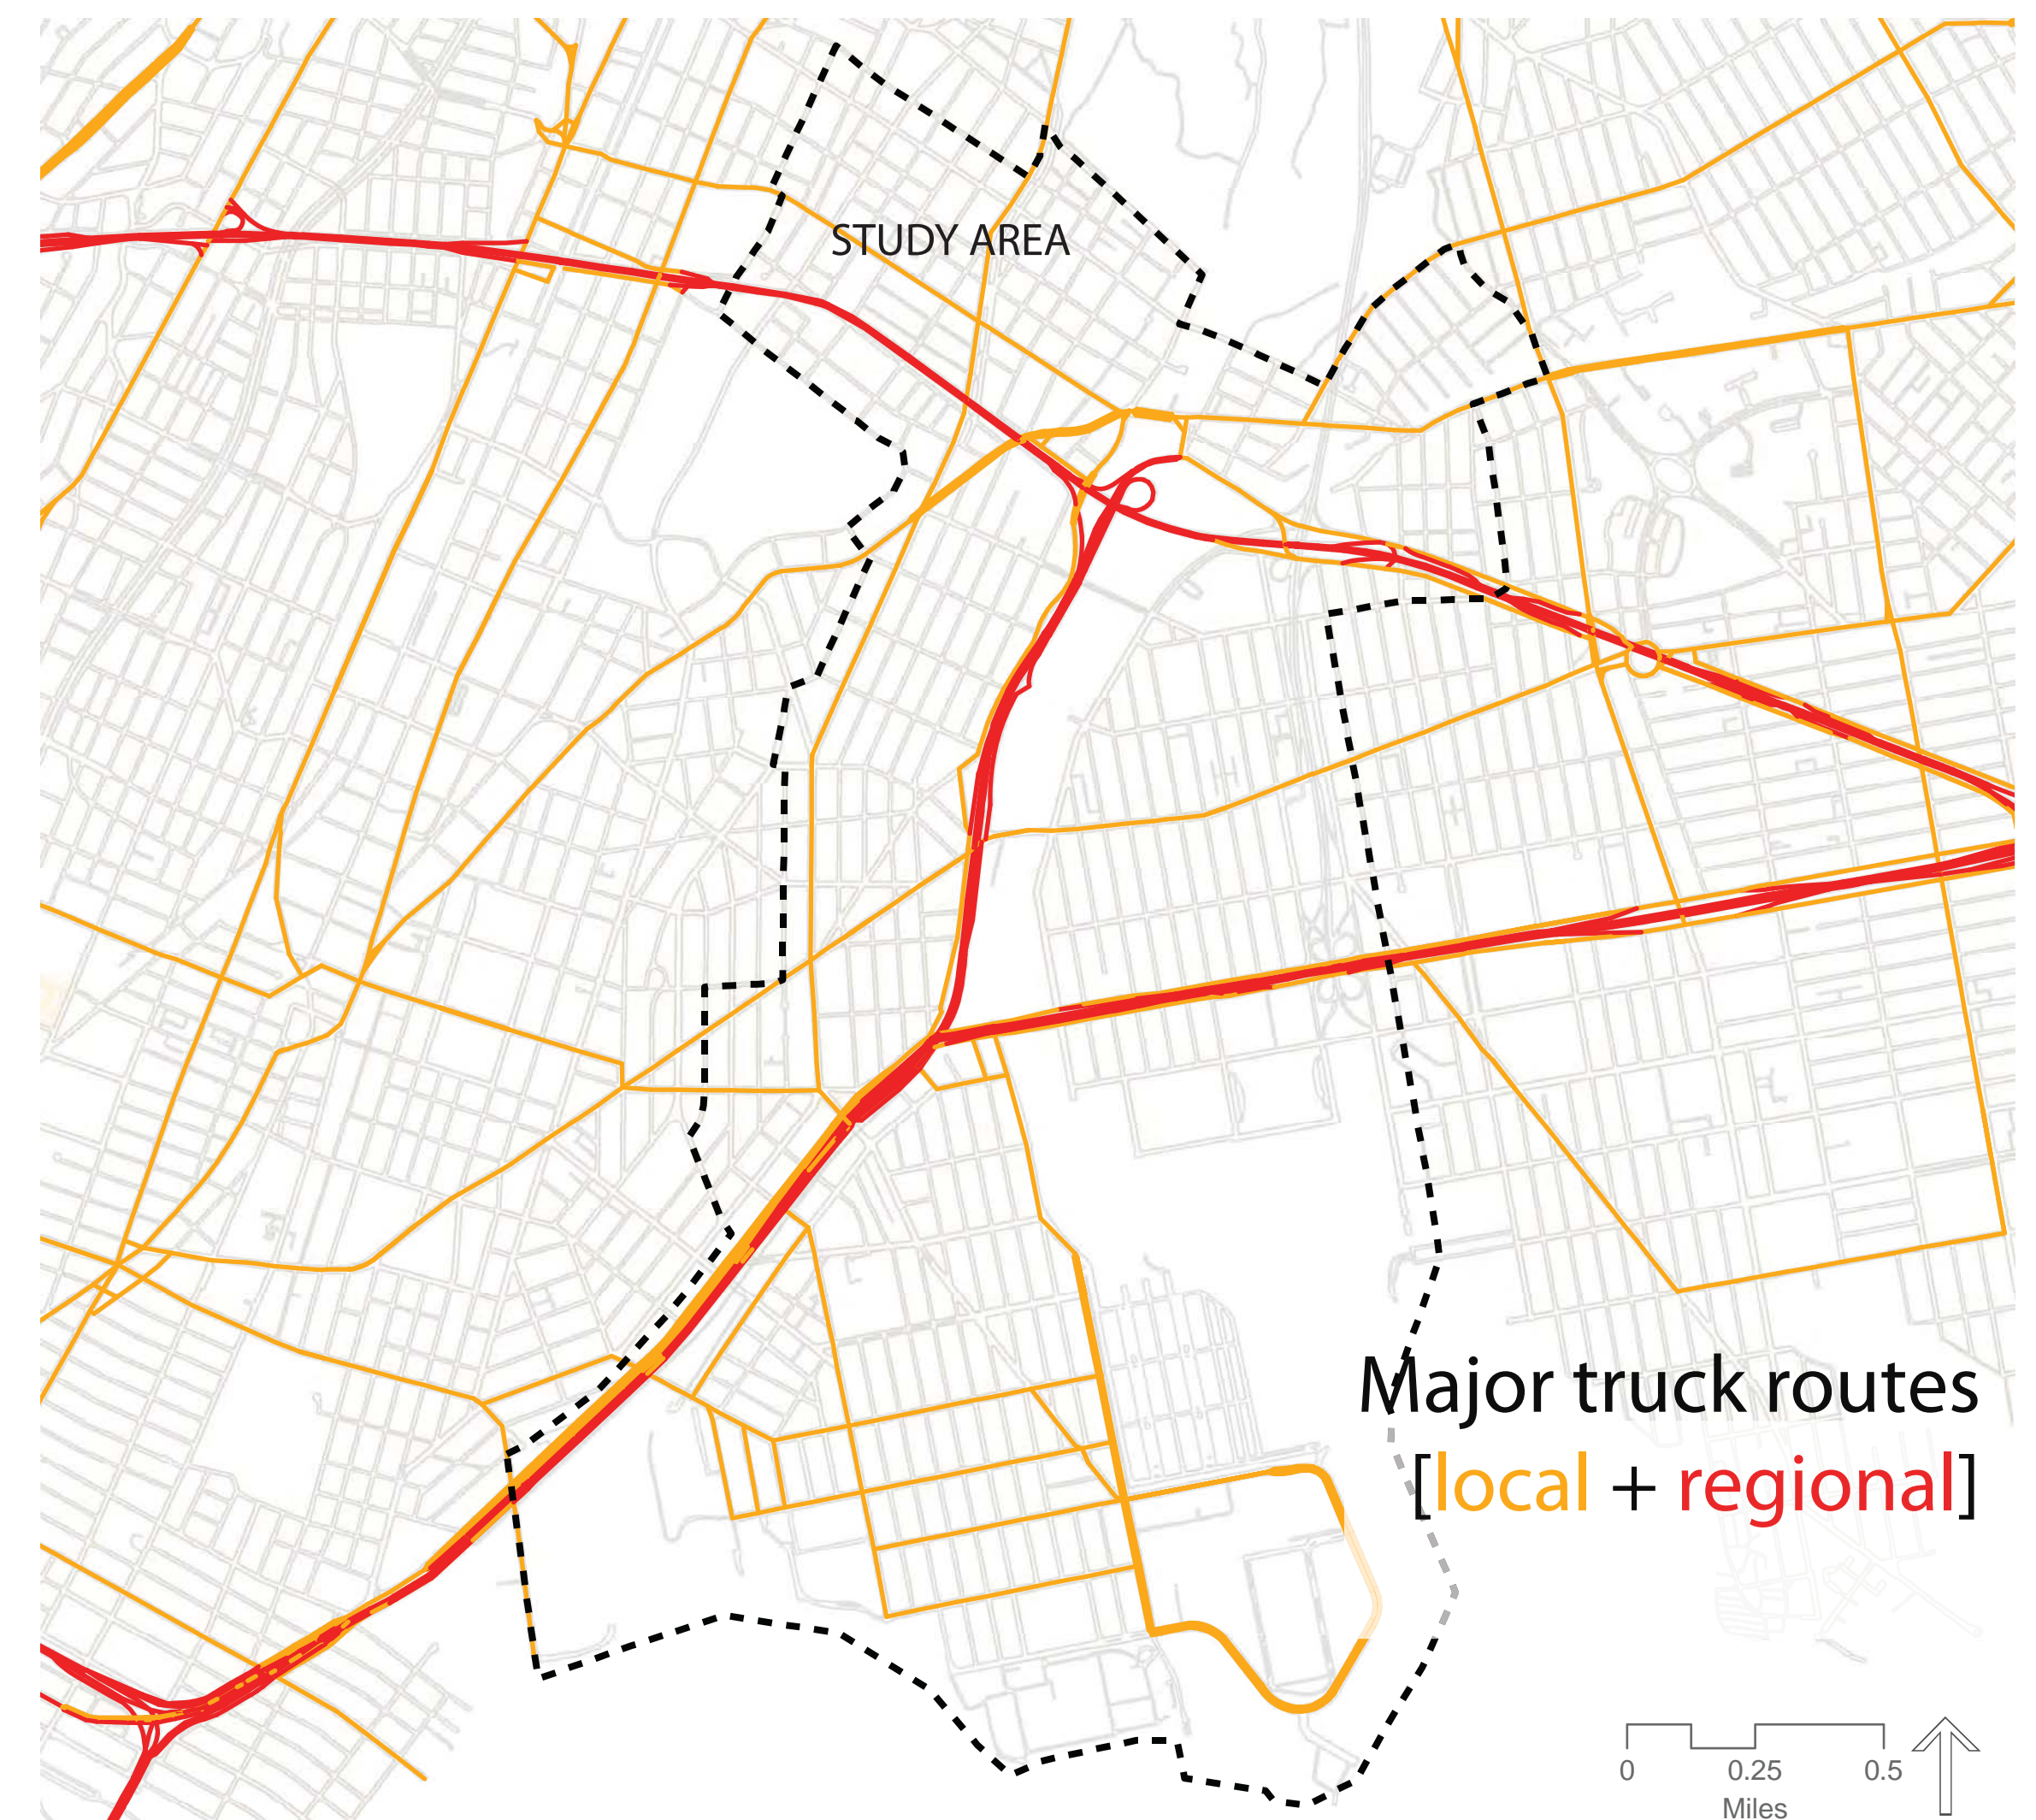 STUDY AREA
Major truck routes
[local + regional]
0 0.25 0.5
Miles